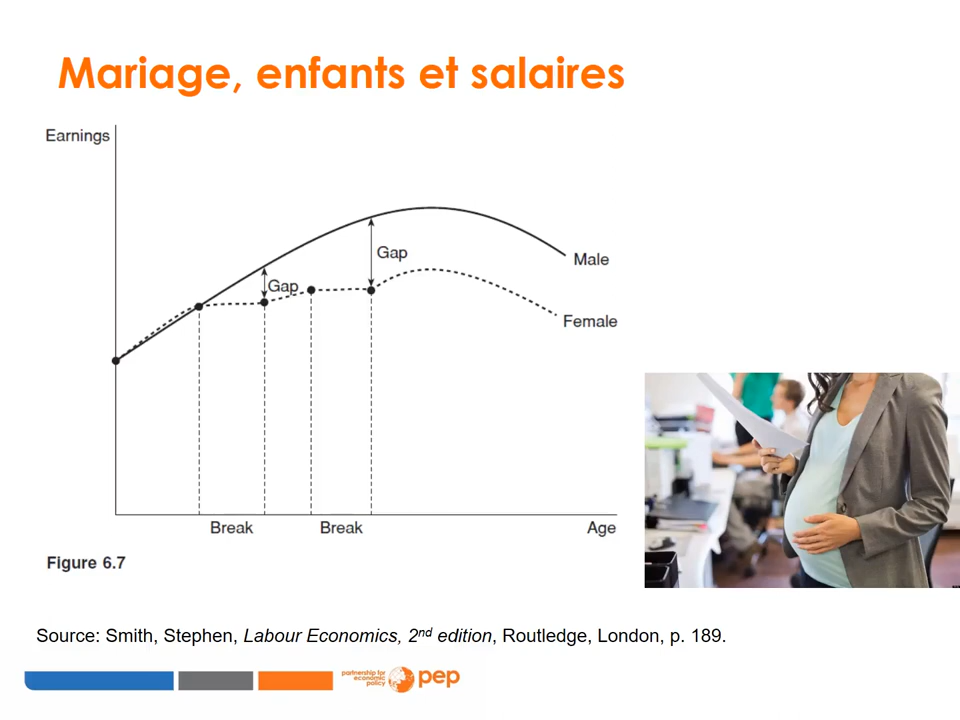 Mariage, enfants et salaires
Earnings
Gap
Gap
Male
Female
Break
Break
Age
Figure 6.7
Source: Smith, Stephen, Labour Economics, 2nd edition, Routledge, London, p. 189.
partnership for
economic
policy
pep